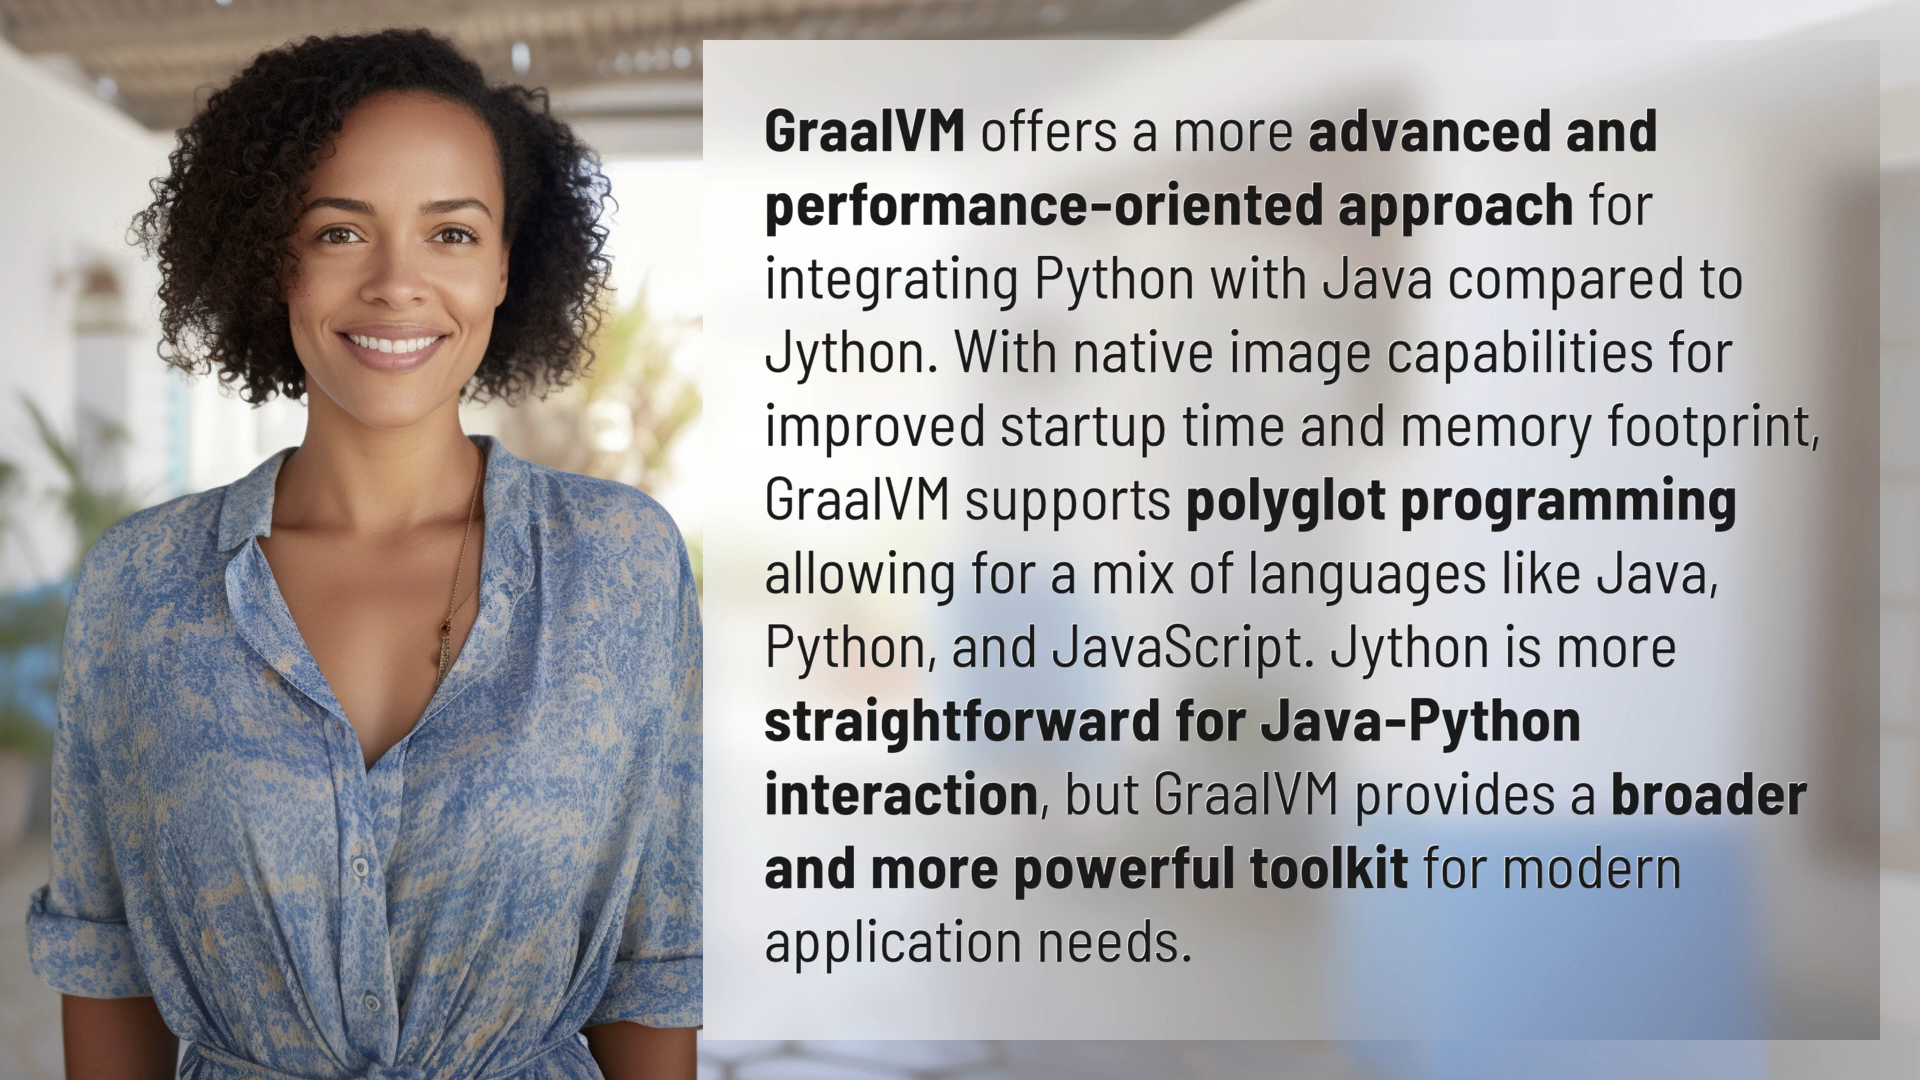 GraalVM offers a more advanced and
performance-oriented approach for
integrating Python with Java compared to
Jython. With native image capabilities for
improved startup time and memory footprint,
GraalVM supports polyglot programming
allowing for a mix of languages like Java,
Python, and JavaScript. Jython is more
straightforward for Java-Python
interaction, but GraalVM provides a broader
and more powerful toolkit for modern
application needs.